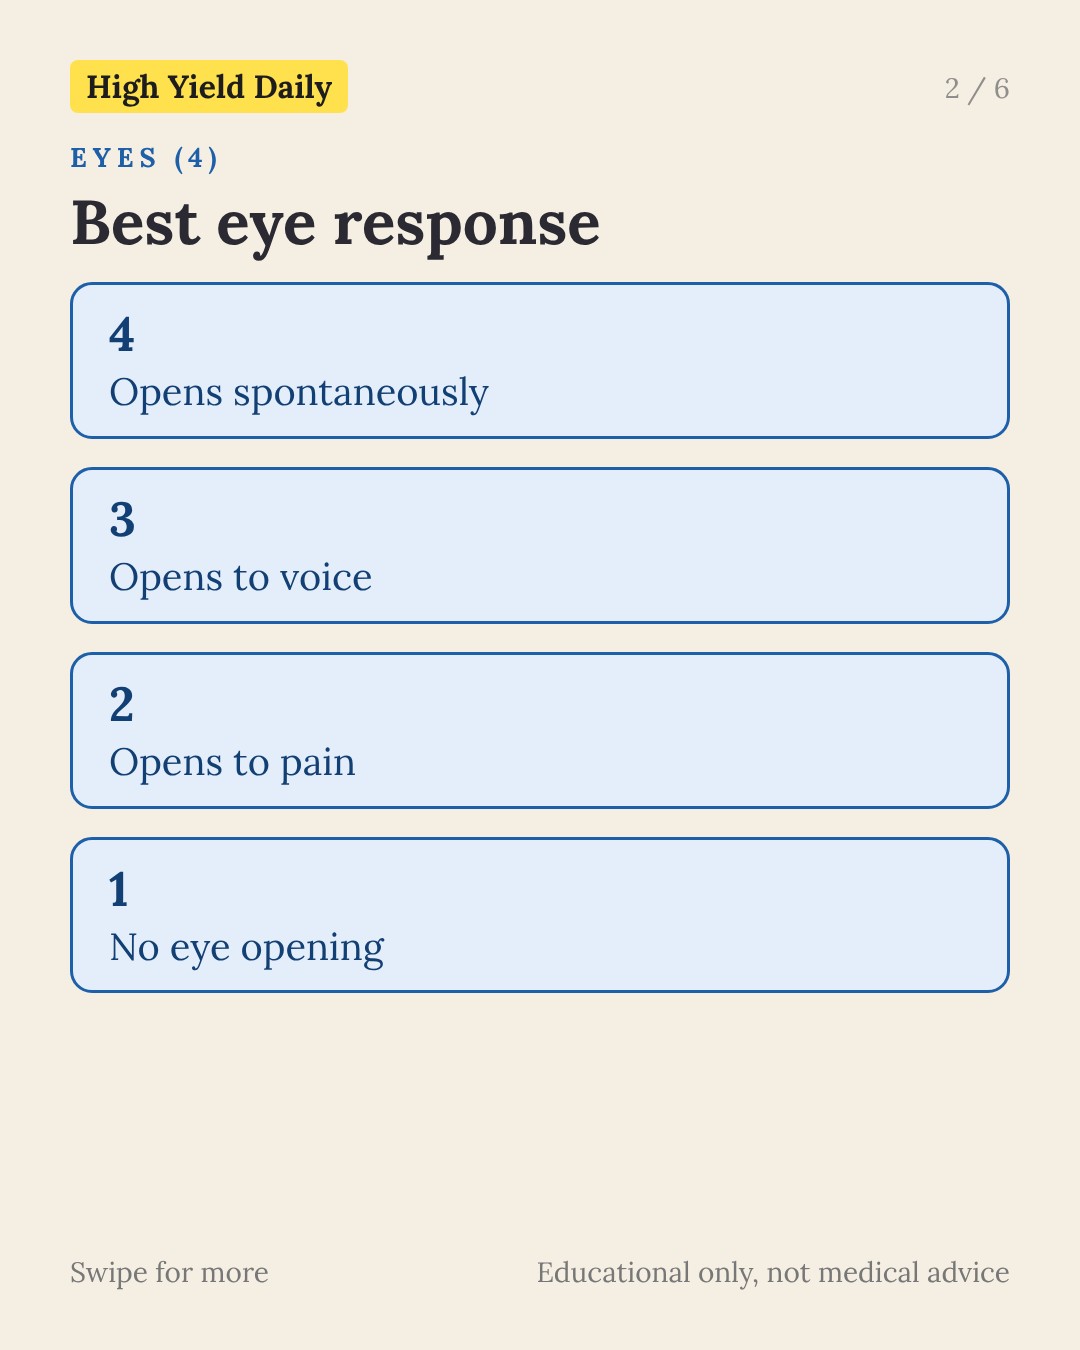 High Yield Daily
2 / 6
EYES (4)
Best eye response
4
Opens spontaneously
3
Opens to voice
2
Opens to pain
1
No eye opening
Swipe for more
Educational only, not medical advice